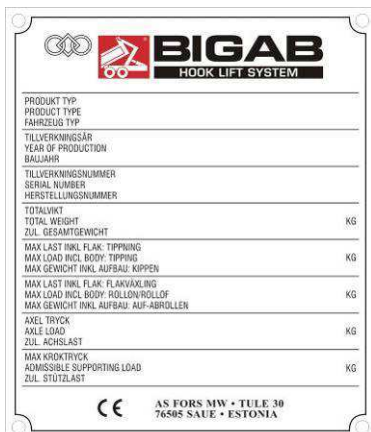 BIGAB
HOOK LIFT SYSTEM
PRODUKT TYP
PRODUCT TYPE
FAHRZEUG TYP
TILLVERKNINGSÅR
YEAR OF PRODUCTION
BAUJAHR
TILLVERKNINGSNUMMER
SERIAL NUMBER
HERSTELLUNGSNUMMER
TOTALVIKT
TOTAL WEIGHT KG
ZUL. GESAMTGEWICHT
MAX LAST INKL FLAK: TIPPNING
MAX LOAD INCL BODY: TIPPING KG
MAX GEWICHT INKL AUFBAU: KIPPEN
MAX LAST INKL FLAK: FLAKVÄXLING
MAX LOAD INCL BODY: ROLLON/ROLLOF KG
MAX GEWICHT INKL AUFBAU: AUF-ABROLLEN
AXEL TRYCK
AXLE LOAD KG
ZUL. ACHSLAST
MAX KROKTRYCK
ADMISSIBLE SUPPORTING LOAD KG
ZUL. STÜTZLAST
CE AS FORS MW • TULE 30
76505 SAUE • ESTONIA